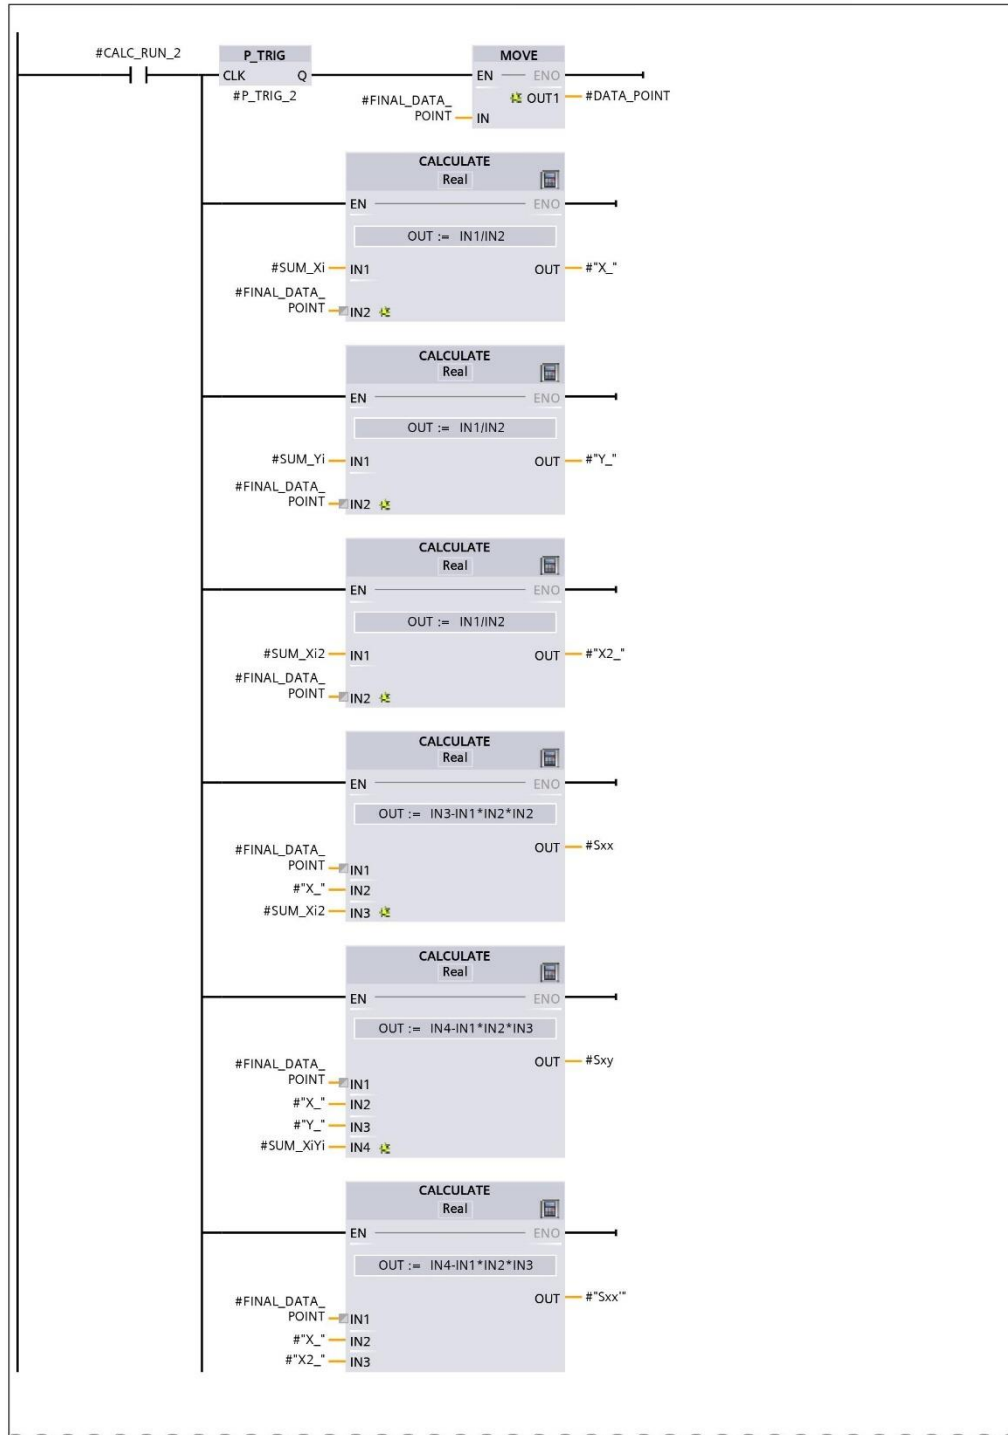 #CALC_RUN_2
P_TRIG
CLK Q
#P_TRIG_2
MOVE
EN ENO
OUT1 #DATA_POINT
#FINAL_DATA_
POINT IN
CALCULATE
Real
EN ENO
OUT := IN1/IN2
#SUM_Xi IN1 OUT #"X_"
#FINAL_DATA_
POINT IN2
CALCULATE
Real
EN ENO
OUT := IN1/IN2
#SUM_Yi IN1 OUT #"Y_"
#FINAL_DATA_
POINT IN2
CALCULATE
Real
EN ENO
OUT := IN1/IN2
#SUM_Xi2 IN1 OUT #"X2_"
#FINAL_DATA_
POINT IN2
CALCULATE
Real
EN ENO
OUT := IN3-IN1*IN2*IN2
OUT #Sxx
#FINAL_DATA_
POINT IN1
#"X_" IN2
#SUM_Xi2 IN3
CALCULATE
Real
EN ENO
OUT := IN4-IN1*IN2*IN3
OUT #Sxy
#FINAL_DATA_
POINT IN1
#"X_" IN2
#"Y_" IN3
#SUM_XiYi IN4
CALCULATE
Real
EN ENO
OUT := IN4-IN1*IN2*IN3
OUT #"Sxx'"
#FINAL_DATA_
POINT IN1
#"X_" IN2
#"X2_" IN3